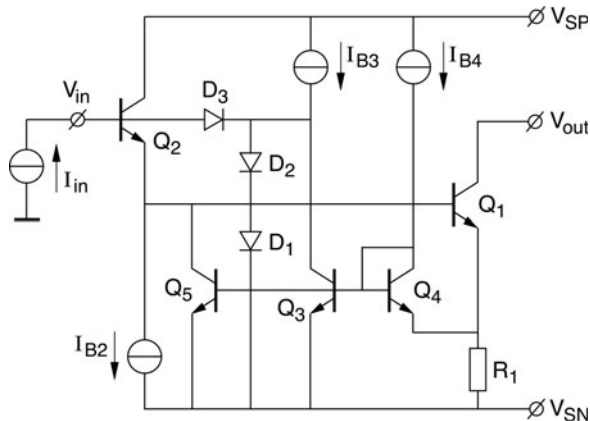 V_SP
I_B3
I_B4
V_in
D_3
V_out
Q_2
I_in
D_2
Q_1
D_1
Q_5
Q_3
Q_4
I_B2
R_1
V_SN